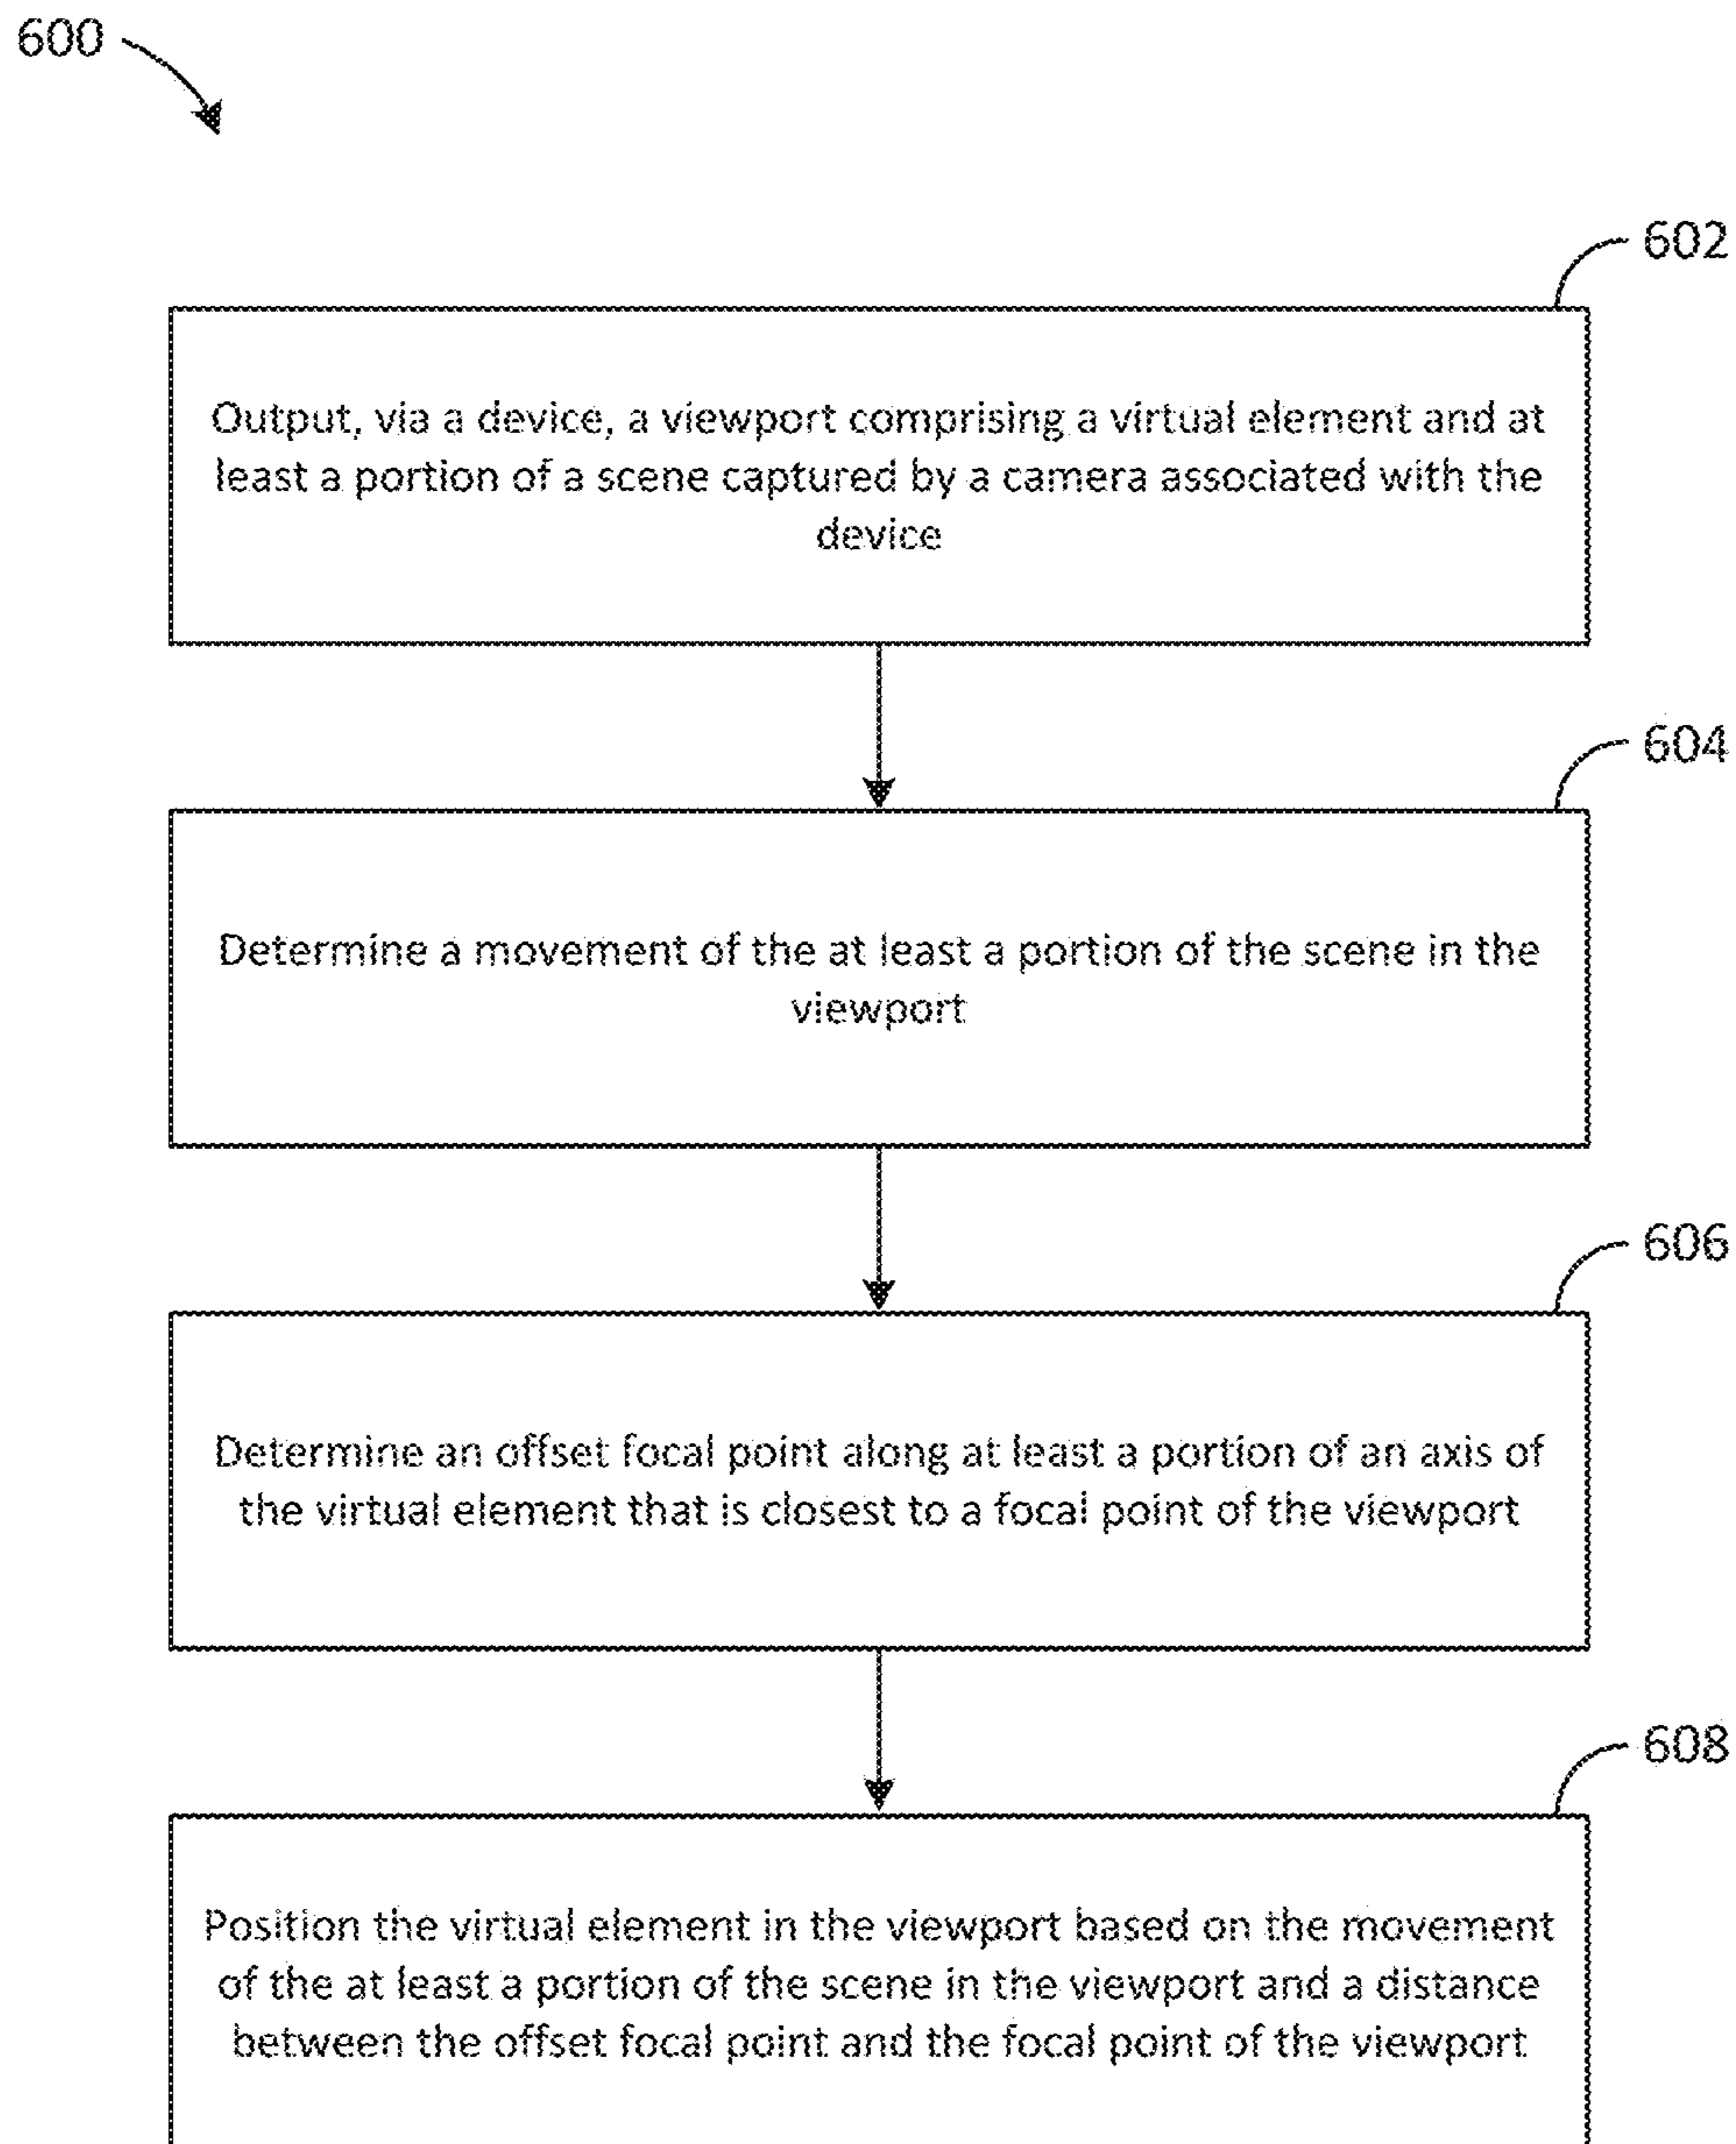 600
602
Output, via a device, a viewport comprising a virtual element and at
least a portion of a scene captured by a camera associated with the
device
604
Determine a movement of the at least a portion of the scene in the
viewport
606
Determine an offset focal point along at least a portion of an axis of
the virtual element that is closest to a focal point of the viewport
608
Position the virtual element in the viewport based on the movement
of the at least a portion of the scene in the viewport and a distance
between the offset focal point and the focal point of the viewport